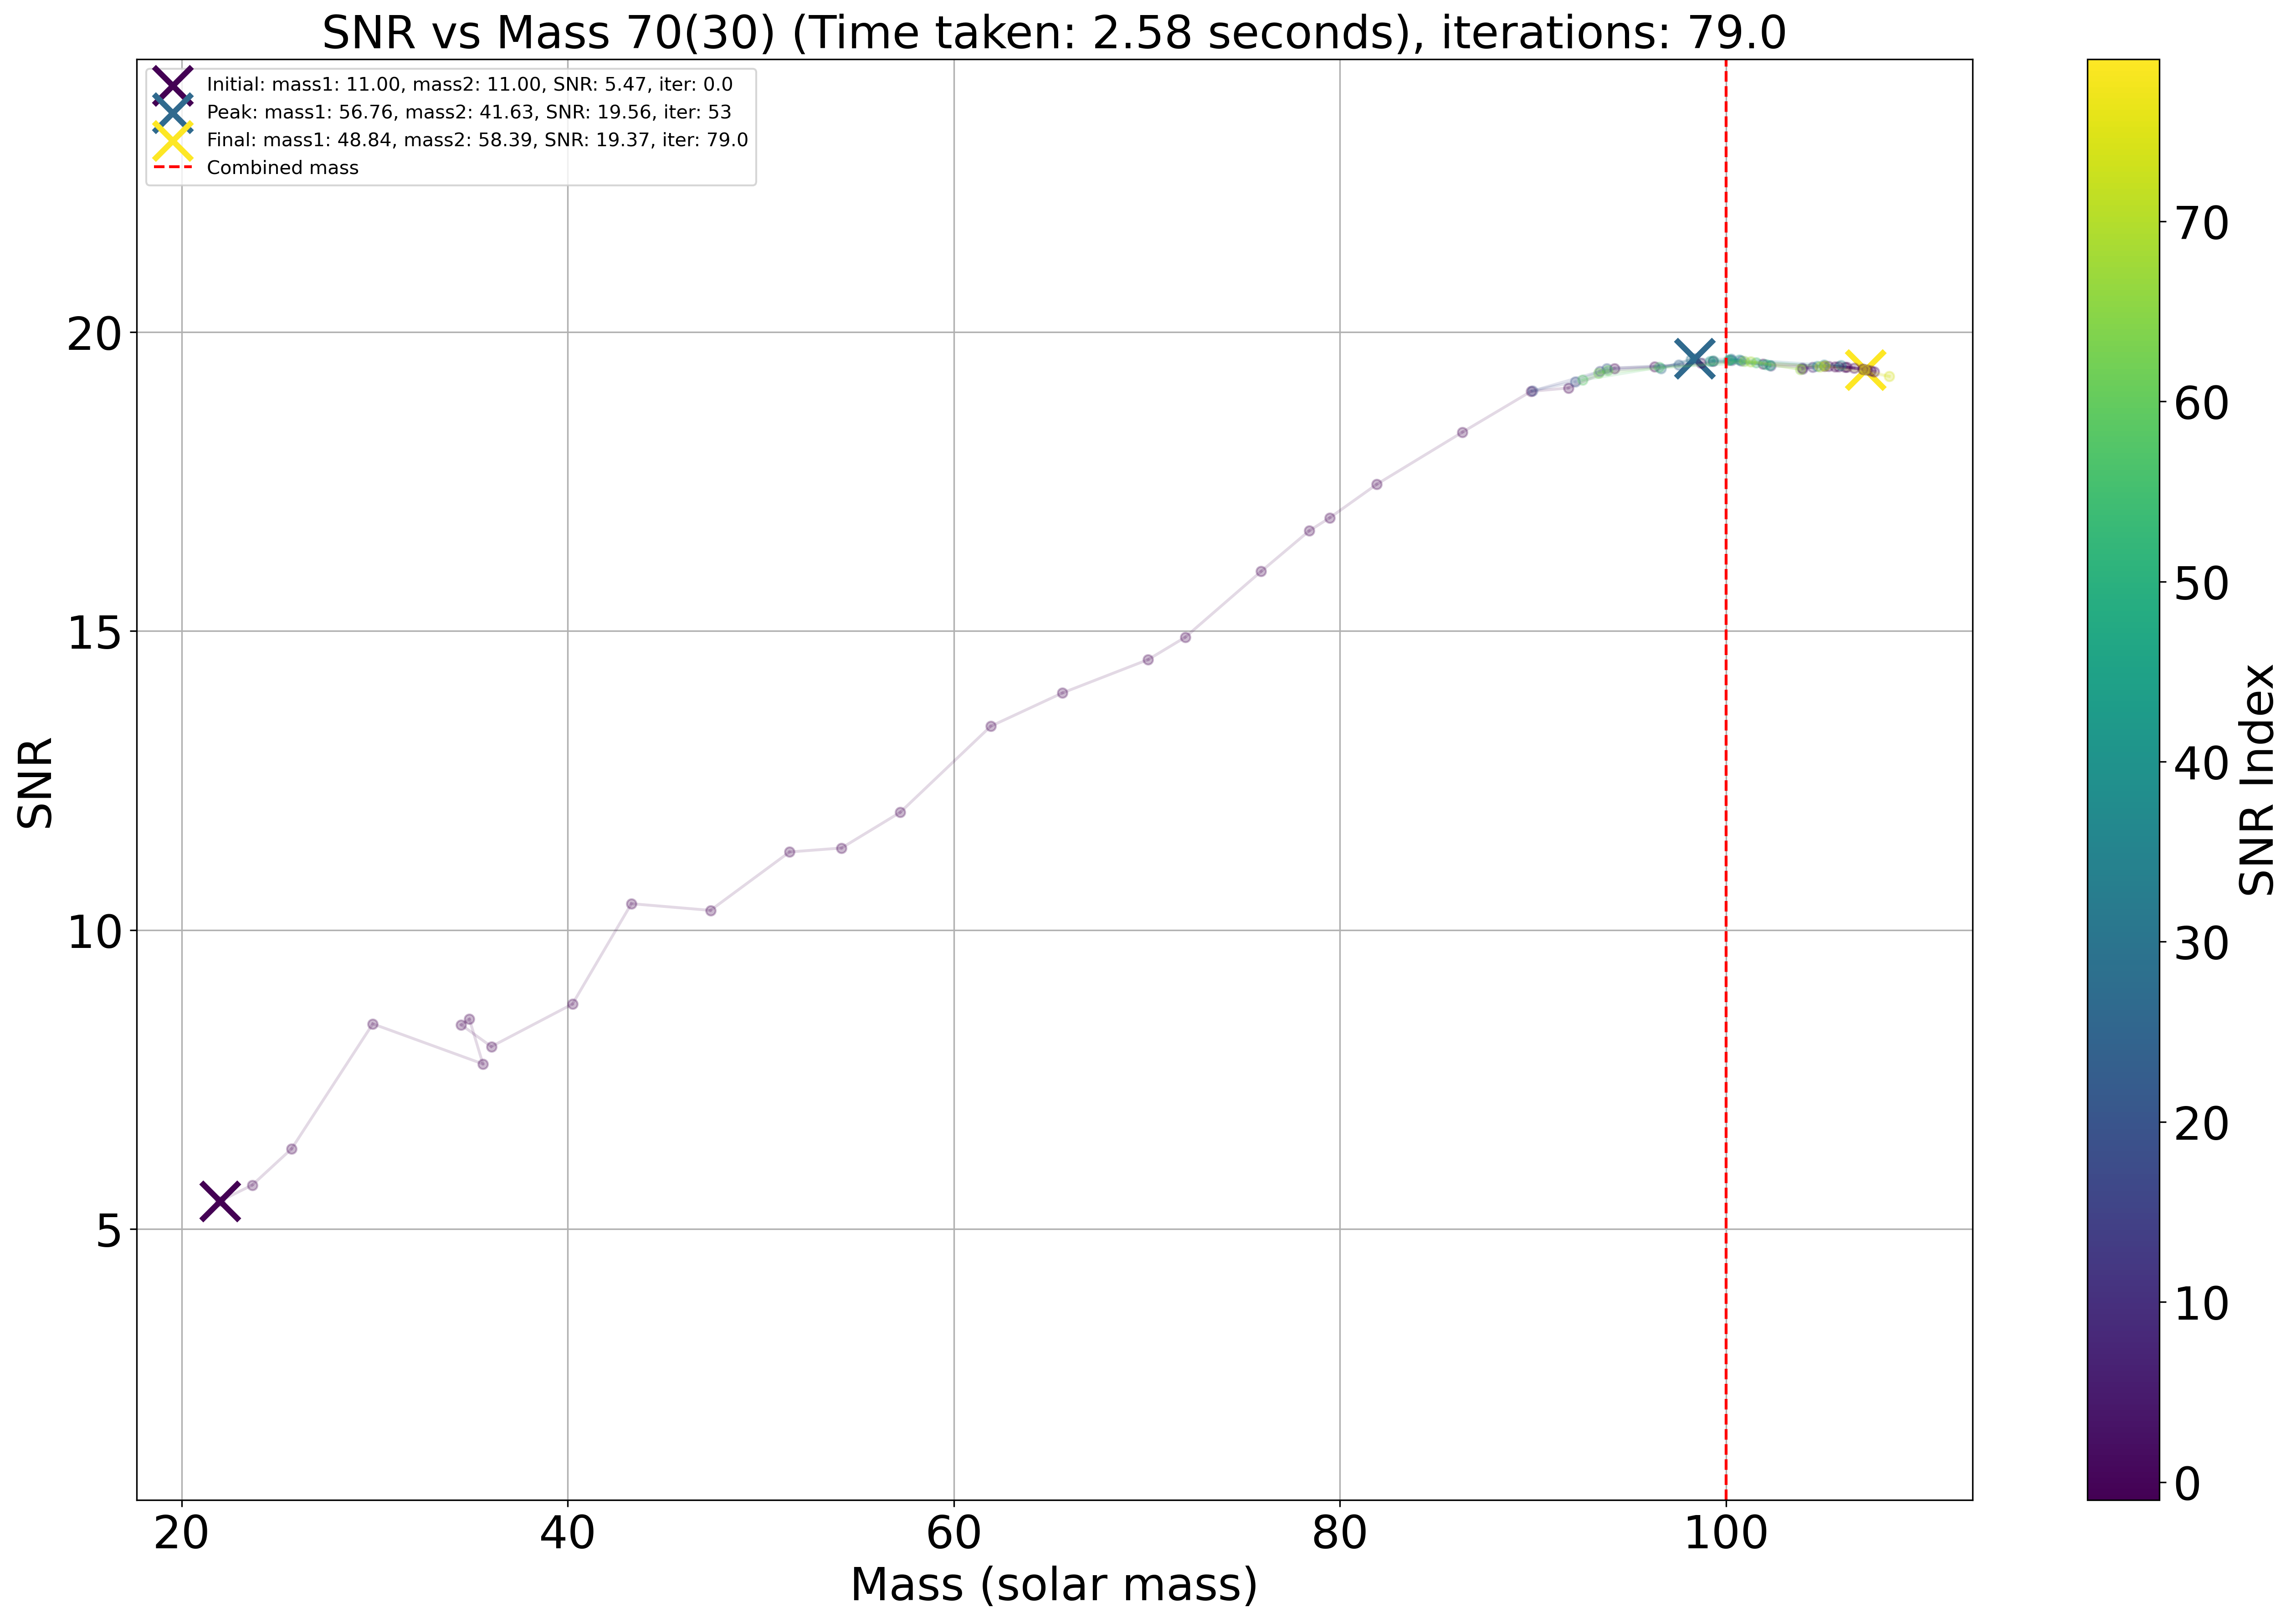 SNR vs Mass 70(30) (Time taken: 2.58 seconds), iterations: 79.0
Initial: mass1: 11.00, mass2: 11.00, SNR: 5.47, iter: 0.0
Peak: mass1: 56.76, mass2: 41.63, SNR: 19.56, iter: 53
Final: mass1: 48.84, mass2: 58.39, SNR: 19.37, iter: 79.0
Combined mass
20
15
10
5
SNR
20 40 60 80 100
Mass (solar mass)
70
60
50
40
30
20
10
0
SNR Index